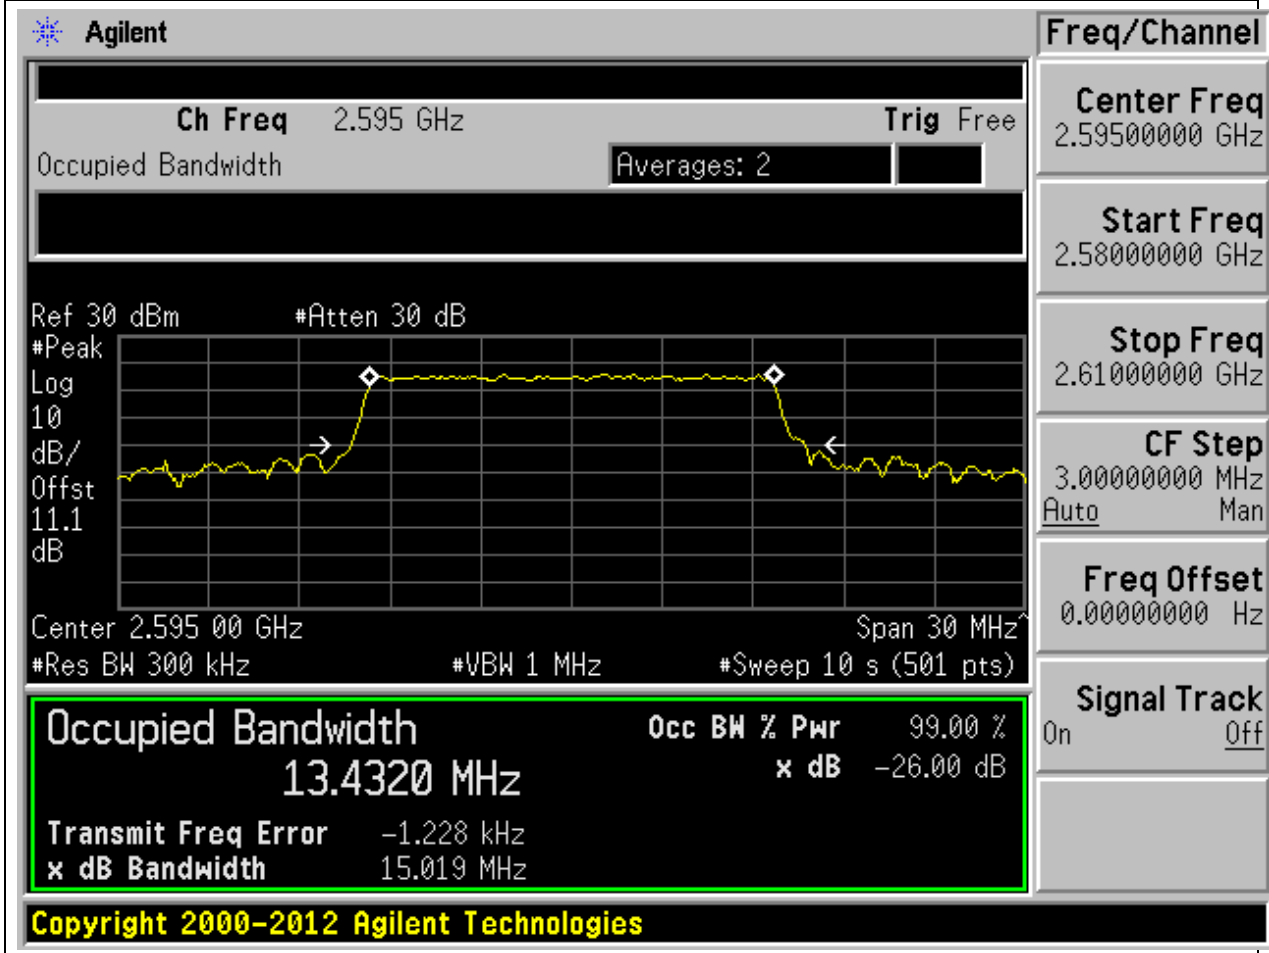 Agilent
Freq/Channel
Ch Freq 2.595 GHz Trig Free
Occupied Bandwidth Averages: 2
Ref 30 dBm #Atten 30 dB
#Peak
Log
10
dB/
Offst
11.1
dB
Center 2.595 00 GHz Span 30 MHz^
#Res BW 300 kHz #VBW 1 MHz #Sweep 10 s (501 pts)
Occupied Bandwidth Occ BW % Pwr 99.00 %
13.4320 MHz x dB -26.00 dB
Transmit Freq Error -1.228 kHz
x dB Bandwidth 15.019 MHz
Copyright 2000-2012 Agilent Technologies
Center Freq
2.59500000 GHz
Start Freq
2.58000000 GHz
Stop Freq
2.61000000 GHz
CF Step
3.00000000 MHz
Auto Man
Freq Offset
0.00000000 Hz
Signal Track
On Off